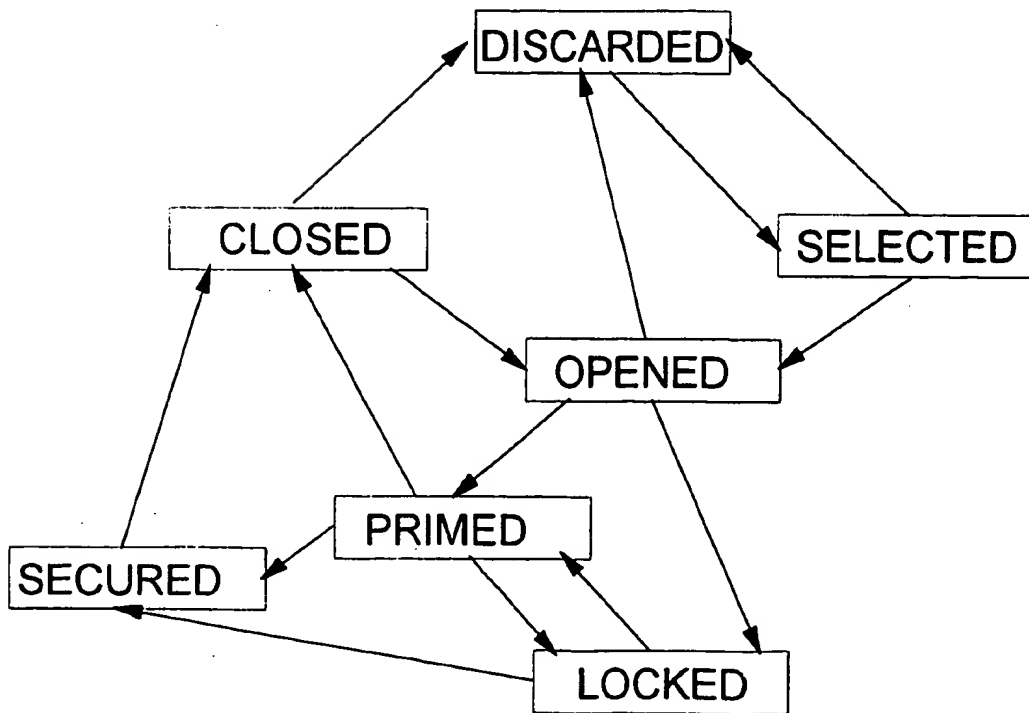 DISCARDED
CLOSED
SELECTED
OPENED
PRIMED
SECURED
LOCKED